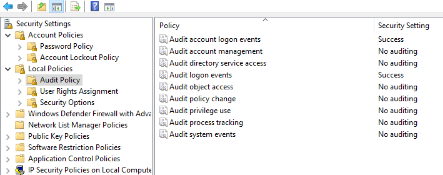 Security Settings
Account Policies
Password Policy
Account Lockout Policy
Local Policies
Audit Policy
User Rights Assignment
Security Options
Windows Defender Firewall with Adva
Network List Manager Policies
Public Key Policies
Software Restriction Policies
Application Control Policies
IP Security Policies on Local Compute
Policy Security Setting
Audit account logon events Success
Audit account management No auditing
Audit directory service access No auditing
Audit logon events Success
Audit object access No auditing
Audit policy change No auditing
Audit privilege use No auditing
Audit process tracking No auditing
Audit system events No auditing